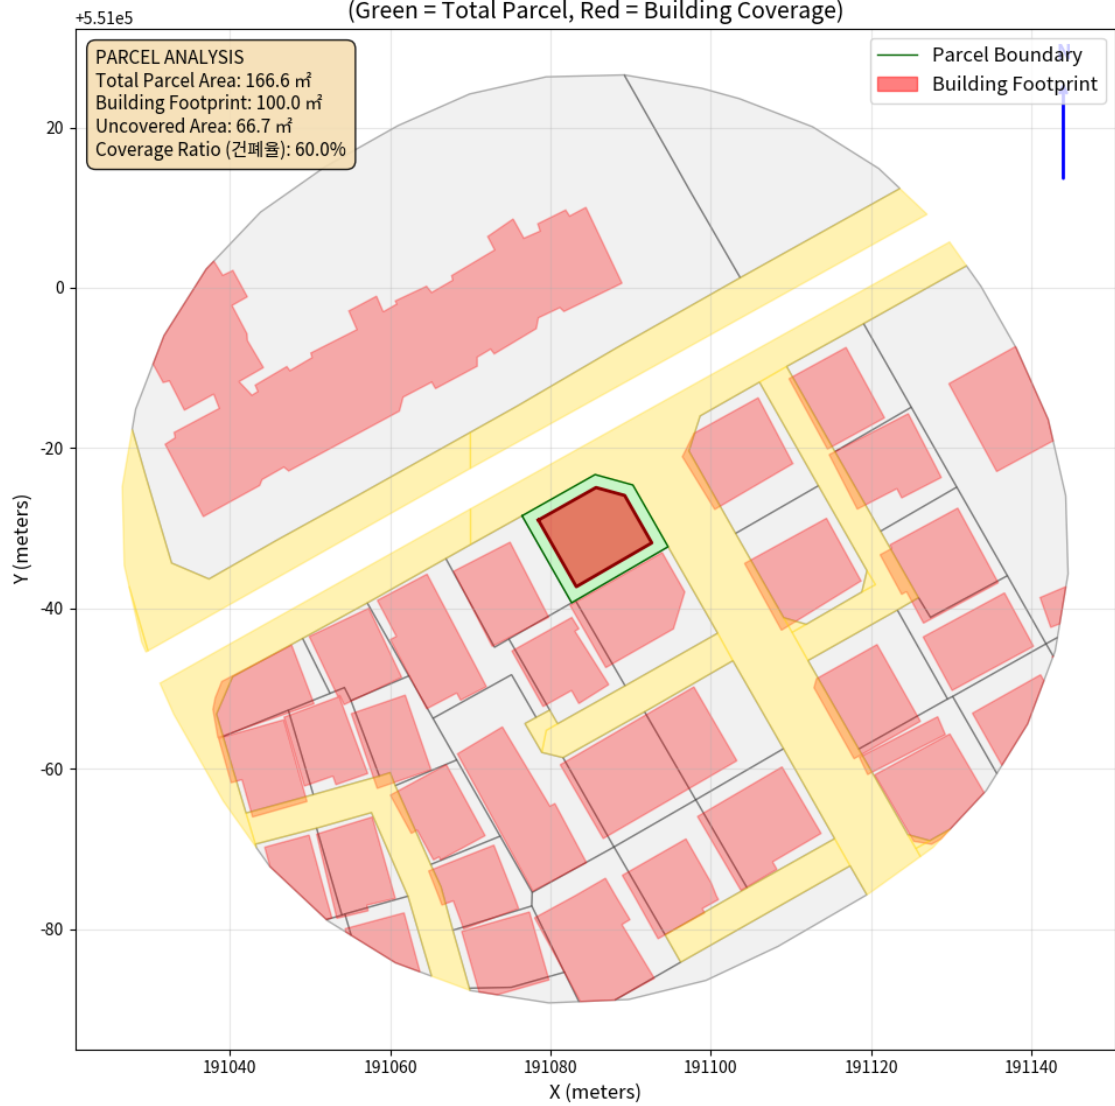 (Green = Total Parcel, Red = Building Coverage)
+5.51e5
PARCEL ANALYSIS
Total Parcel Area: 166.6 ㎡
Building Footprint: 100.0 ㎡
Uncovered Area: 66.7 ㎡
Coverage Ratio (건폐율): 60.0%
N
Parcel Boundary
Building Footprint
20
0
-20
-40
-60
-80
Y (meters)
191040
191060
191080
191100
191120
191140
X (meters)